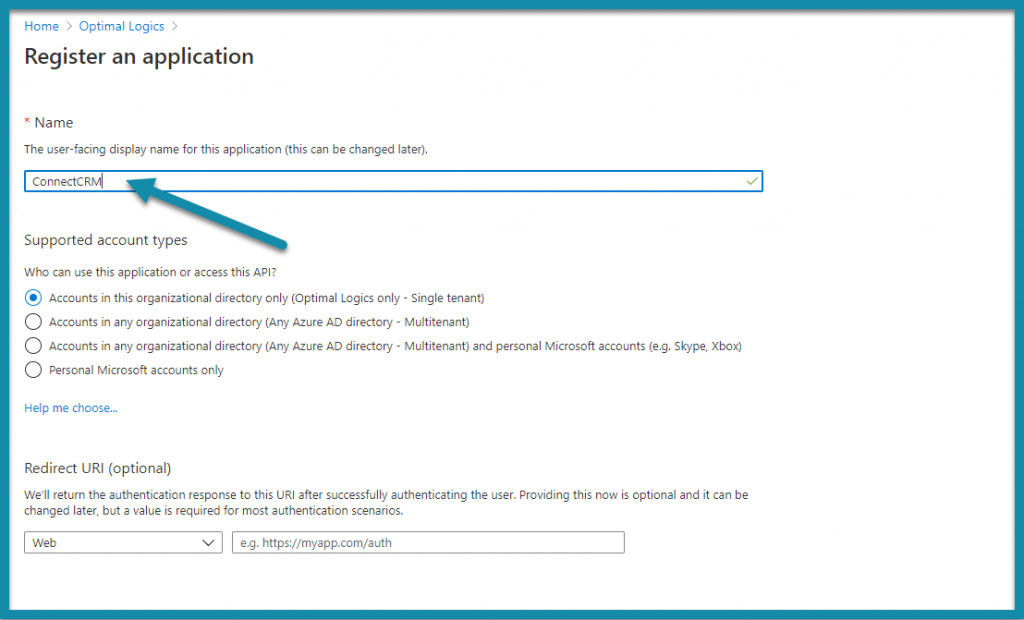 Home > Optimal Logics >
Register an application
* Name
The user-facing display name for this application (this can be changed later).
ConnectCRM
Supported account types
Who can use this application or access this API?
Accounts in this organizational directory only (Optimal Logics only - Single tenant)
Accounts in any organizational directory (Any Azure AD directory - Multitenant)
Accounts in any organizational directory (Any Azure AD directory - Multitenant) and personal Microsoft accounts (e.g. Skype, Xbox)
Personal Microsoft accounts only
Help me choose...
Redirect URI (optional)
We'll return the authentication response to this URI after successfully authenticating the user. Providing this now is optional and it can be
changed later, but a value is required for most authentication scenarios.
Web e.g. https://myapp.com/auth